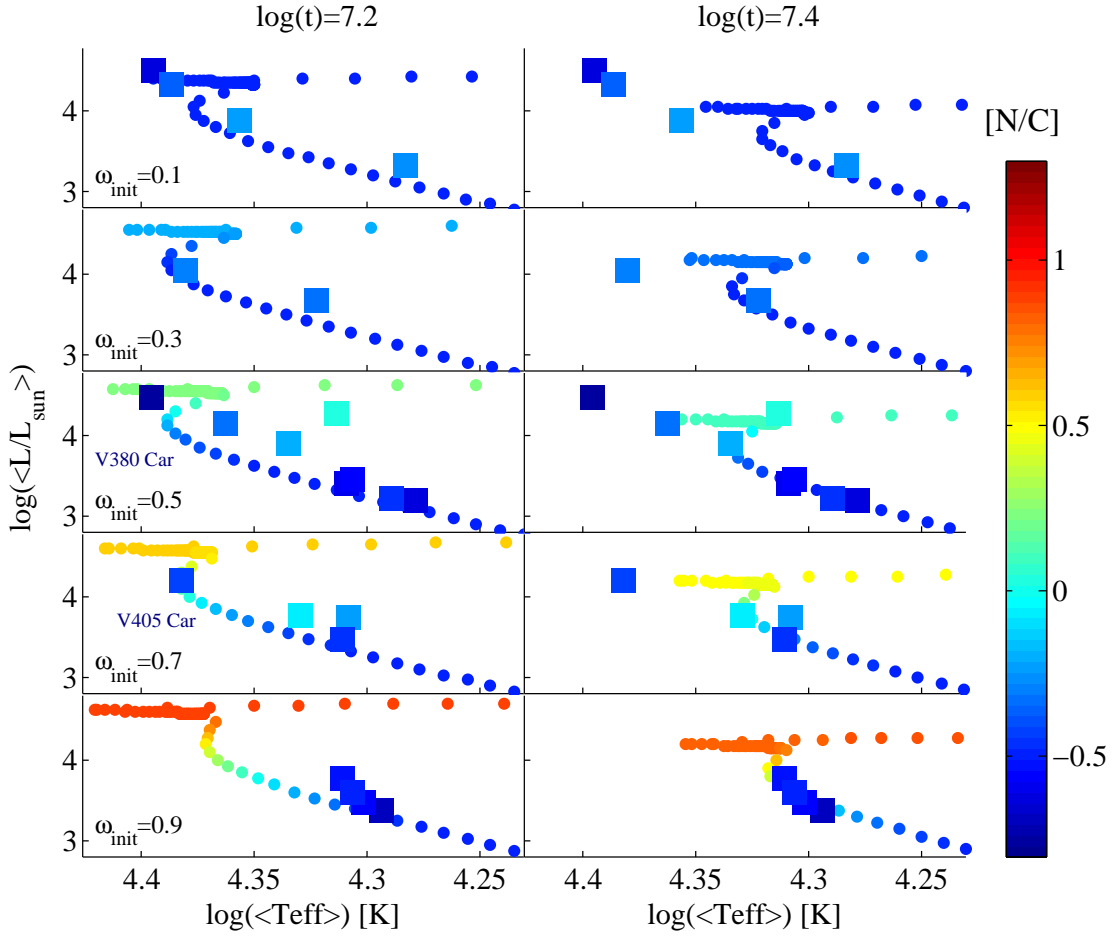 log(t)=7.2
log(t)=7.4
[N/C]
4
3
ω_init=0.1
4
3
ω_init=0.3
4
3
V380 Car
ω_init=0.5
4
3
V405 Car
ω_init=0.7
4
3
ω_init=0.9
log(<L/L_sun>)
1
0.5
0
−0.5
4.4
4.35
4.3
4.25
4.4
4.35
4.3
4.25
log(<Teff>) [K]
log(<Teff>) [K]